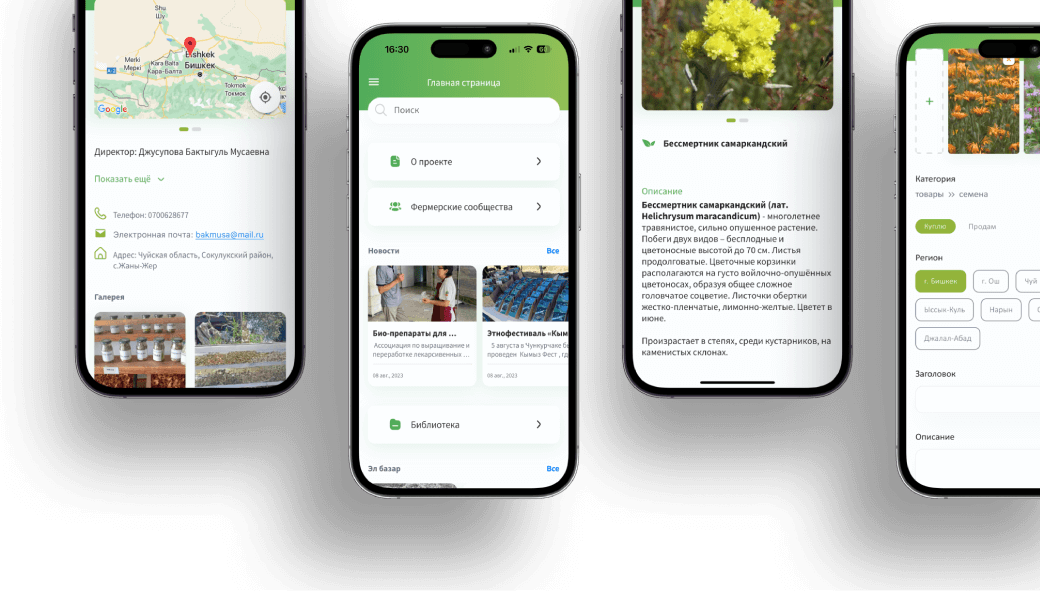 Shu
Шу
Merki
Мерке
Kara Balta
Кара-Балта
Bishkek
Бишкек
Tokmok
Токмок
Google
Директор: Джусупова Бактыгуль Мусаевна
Показать ещё
Телефон: 0700628677
Электронная почта: bakmusa@mail.ru
Адрес: Чуйская область, Сокулукский район,
с.Жаны-Жер
Галерея
16:30
Главная страница
Поиск
О проекте
Фермерские сообщества
Новости
Все
Био-препараты для ...
Ассоциация по выращивание и
переработке лекарсивенных ...
08 авг., 2023
Этнофестиваль «Кым
5 августа в Чункурчаке б
проведен Кымыз Фест , гд
08 авг., 2023
Библиотека
Эл базар
Все
Бессмертник самаркандский
Описание
Бессмертник самаркандский (лат.
Helichrysum maracandicum) - многолетнее
травянистое, сильно опушенное растение.
Побеги двух видов – бесплодные и
цветоносные высотой до 70 см. Листья
продолговатые. Цветочные корзинки
располагаются на густо войлочно-опушённых
цветоносах, образуя общее сложное
головчатое соцветие. Листочки обертки
жестко-пленчатые, лимонно-желтые. Цветет в
июне.
Произрастает в степях, среди кустарников, на
каменистых склонах.
+
Категория
товары >> семена
Куплю
Продам
Регион
г. Бишкек
г. Ош
Чуй
Ыссык-Куль
Нарын
Джалал-Абад
Заголовок
Описание